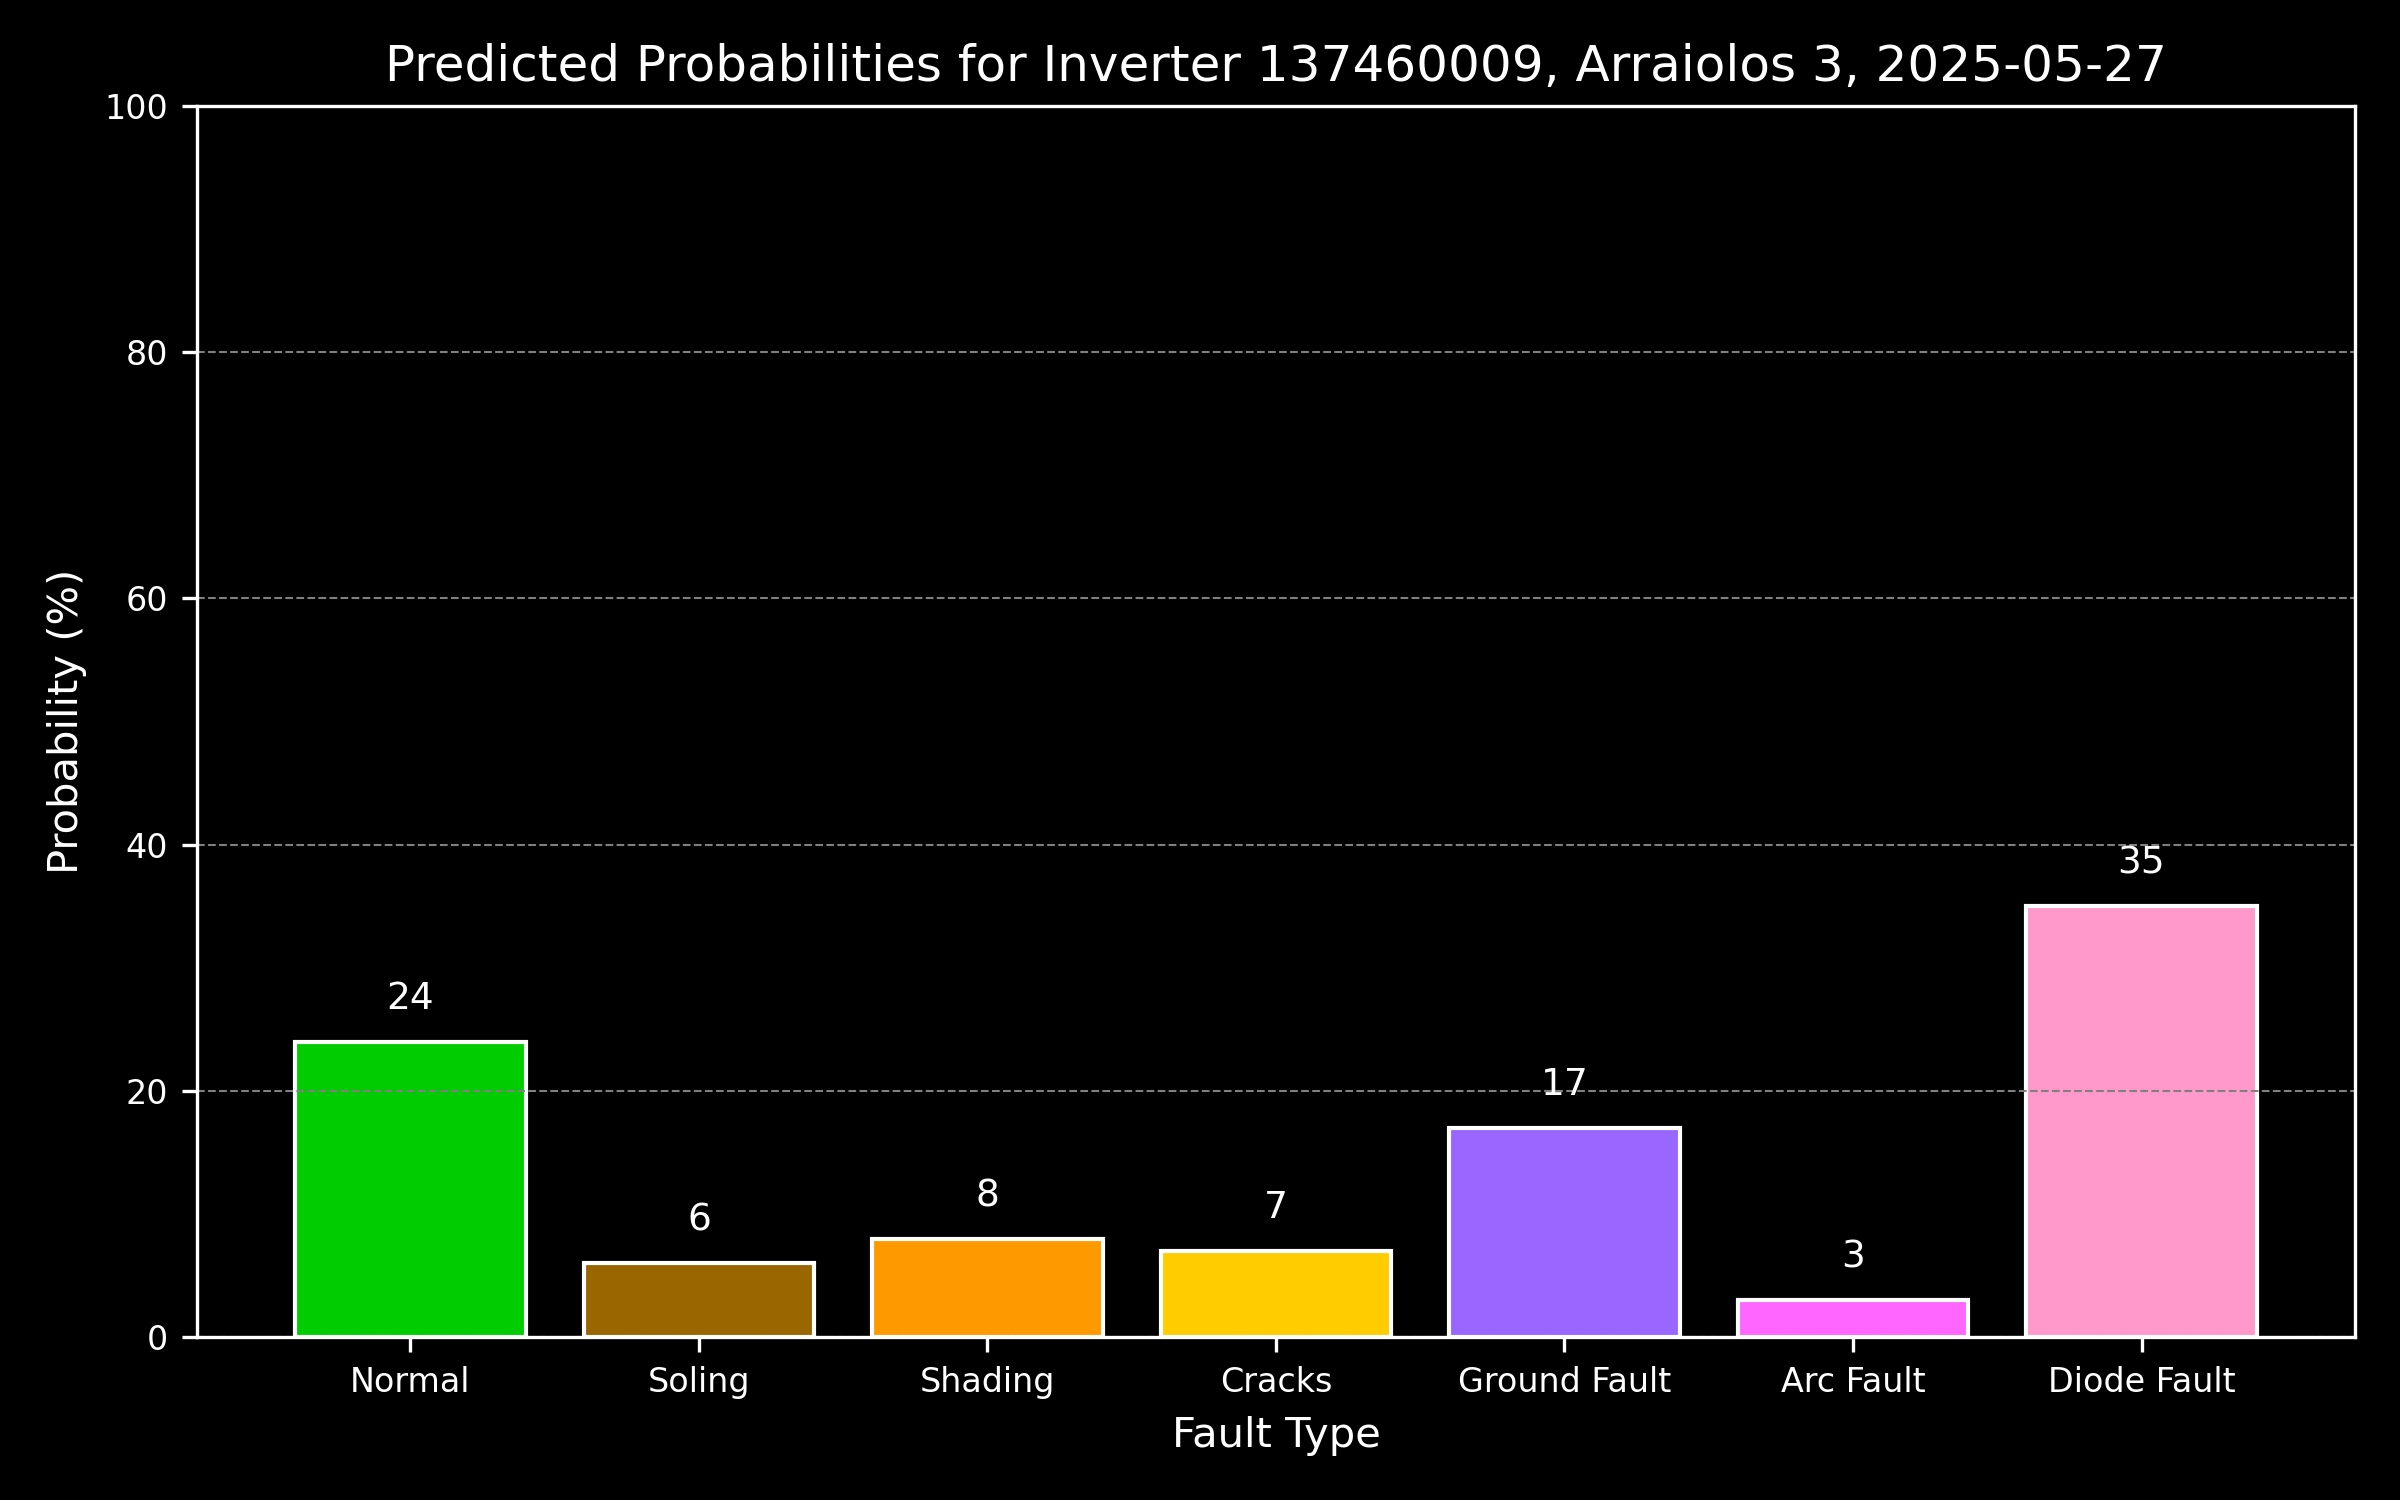 Predicted Probabilities for Inverter 137460009, Arraiolos 3, 2025-05-27
100
80
60
40
20
0
Probability (%)
24
6
8
7
17
3
35
Normal
Soling
Shading
Cracks
Ground Fault
Arc Fault
Diode Fault
Fault Type